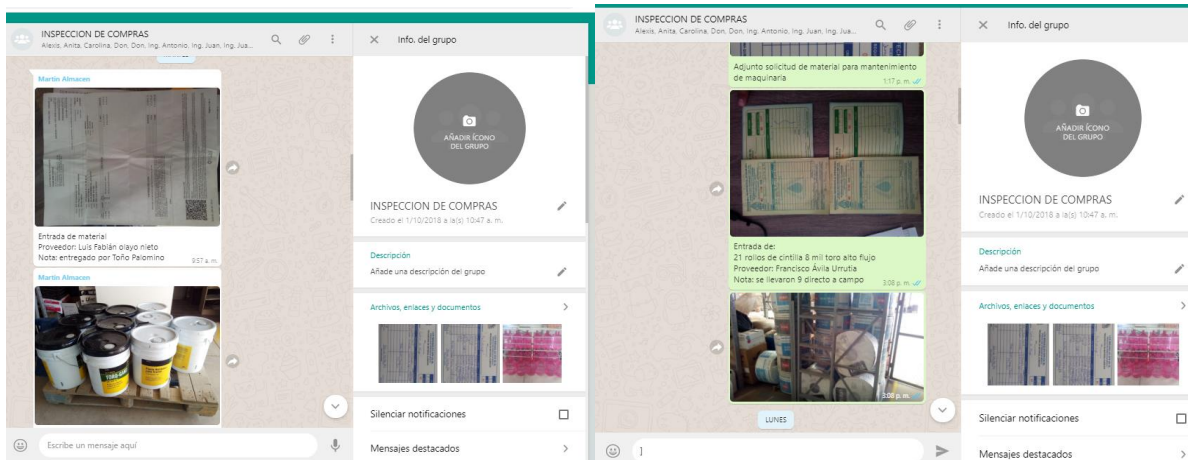 INSPECCION DE COMPRAS
Alexis, Anita, Carolina, Don, Don, Ing. Antonio, Ing. Juan, Ing. Jua...
Martin Almacen
Entrada de material
Proveedor: Luis Fabián olayo nieto
Nota: entregado por Toño Palomino
8:57 a. m.
Martin Almacen
Escribe un mensaje aquí
Info. del grupo
AÑADIR ÍCONO
DEL GRUPO
INSPECCION DE COMPRAS
Creado el 1/10/2018 a la(s) 10:47 a. m.
Descripción
Añade una descripción del grupo
Archivos, enlaces y documentos
Silenciar notificaciones
Mensajes destacados
INSPECCION DE COMPRAS
Alexis, Anita, Carolina, Don, Don, Ing. Antonio, Ing. Juan, Ing. Jua...
Adjunto solicitud de material para mantenimiento
de maquinaria
1:17 p. m.
Entrada de:
21 rollos de cintilla 8 mil toro alto flujo
Proveedor: Francisco Ávila Urrutia
Nota: se llevaron 9 directo a campo
3:08 p. m.
3:08 p. m.
LUNES
]
Info. del grupo
AÑADIR ÍCONO
DEL GRUPO
INSPECCION DE COMPRAS
Creado el 1/10/2018 a la(s) 10:47 a. m.
Descripción
Añade una descripción del grupo
Archivos, enlaces y documentos
Silenciar notificaciones
Mensajes destacados